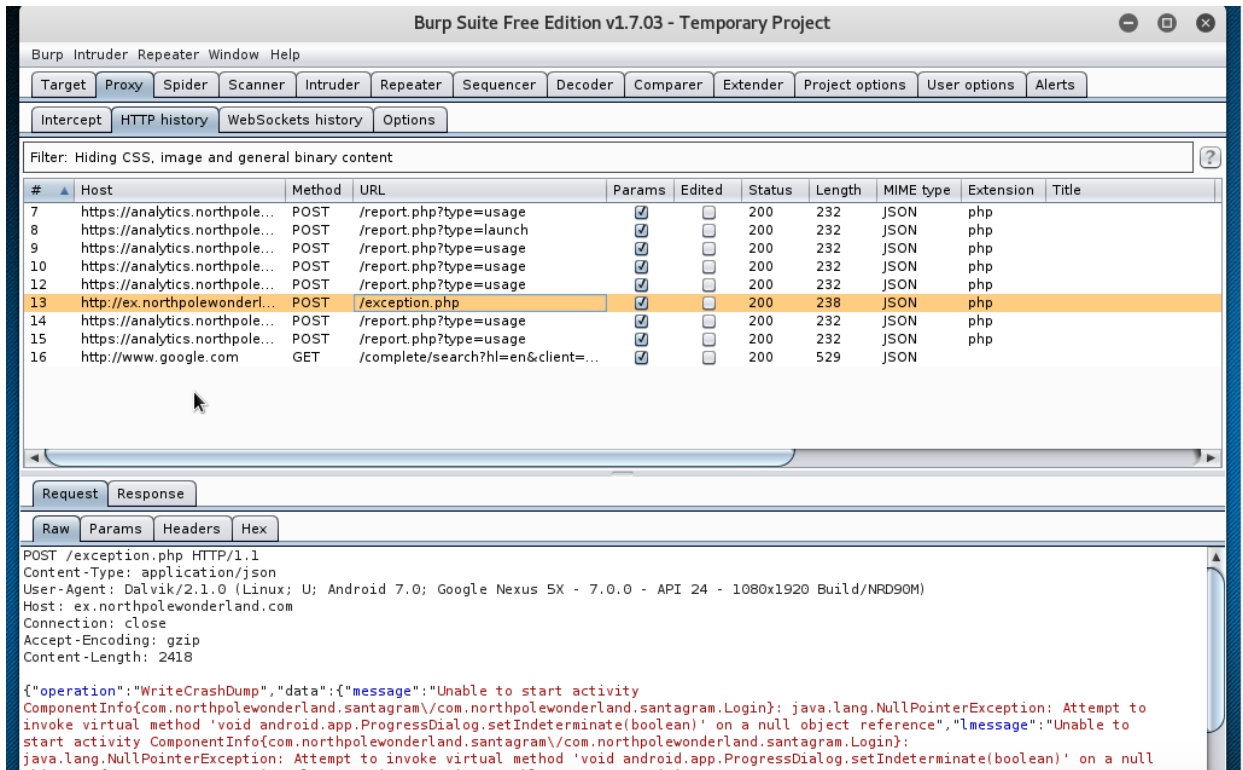 Burp Suite Free Edition v1.7.03 - Temporary Project
Burp Intruder Repeater Window Help
Target Proxy Spider Scanner Intruder Repeater Sequencer Decoder Comparer Extender Project options User options Alerts
Intercept HTTP history WebSockets history Options
Filter: Hiding CSS, image and general binary content ?
# Host Method URL Params Edited Status Length MIME type Extension Title
7 https://analytics.northpole... POST /report.php?type=usage 200 232 JSON php
8 https://analytics.northpole... POST /report.php?type=launch 200 232 JSON php
9 https://analytics.northpole... POST /report.php?type=usage 200 232 JSON php
10 https://analytics.northpole... POST /report.php?type=usage 200 232 JSON php
12 https://analytics.northpole... POST /report.php?type=usage 200 232 JSON php
13 http://ex.northpolewonderl... POST /exception.php 200 238 JSON php
14 https://analytics.northpole... POST /report.php?type=usage 200 232 JSON php
15 https://analytics.northpole... POST /report.php?type=usage 200 232 JSON php
16 http://www.google.com GET /complete/search?hl=en&client=... 200 529 JSON
Request Response
Raw Params Headers Hex
POST /exception.php HTTP/1.1
Content-Type: application/json
User-Agent: Dalvik/2.1.0 (Linux; U; Android 7.0; Google Nexus 5X - 7.0.0 - API 24 - 1080x1920 Build/NRD90M)
Host: ex.northpolewonderland.com
Connection: close
Accept-Encoding: gzip
Content-Length: 2418
{"operation":"WriteCrashDump","data":{"message":"Unable to start activity
ComponentInfo{com.northpolewonderland.santagram\/com.northpolewonderland.santagram.Login}: java.lang.NullPointerException: Attempt to
invoke virtual method 'void android.app.ProgressDialog.setIndeterminate(boolean)' on a null object reference","lmessage":"Unable to
start activity ComponentInfo{com.northpolewonderland.santagram\/com.northpolewonderland.santagram.Login}:
java.lang.NullPointerException: Attempt to invoke virtual method 'void android.app.ProgressDialog.setIndeterminate(boolean)' on a null